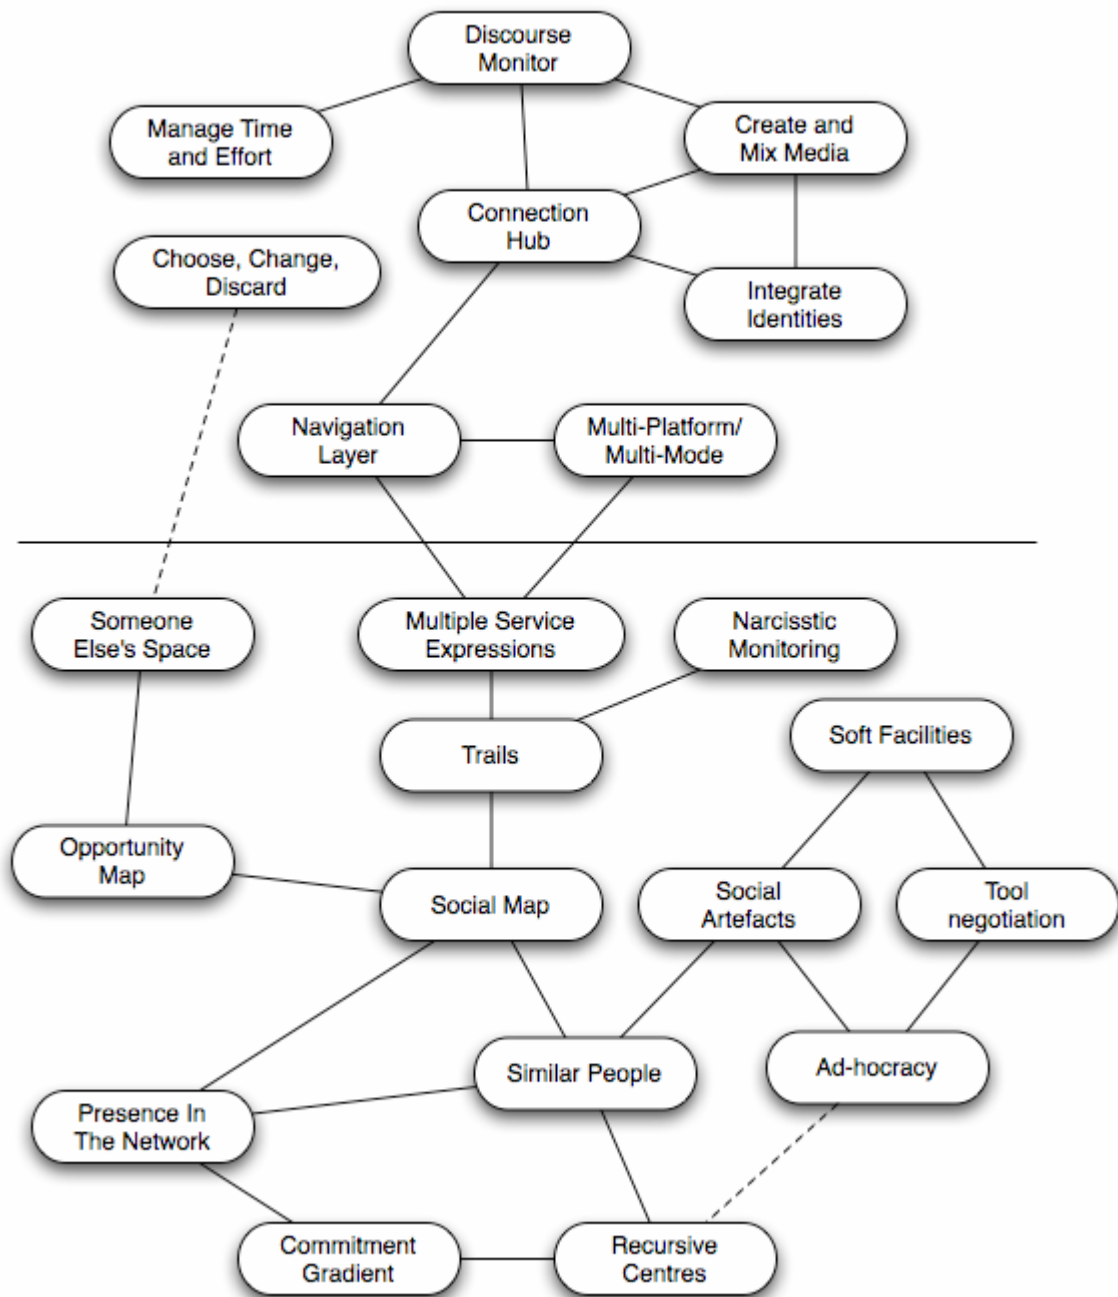 Discourse
Monitor
Manage Time
and Effort
Create and
Mix Media
Connection
Hub
Choose, Change,
Discard
Integrate
Identities
Navigation
Layer
Multi-Platform/
Multi-Mode
Someone
Else's Space
Multiple Service
Expressions
Narcisstic
Monitoring
Trails
Soft Facilities
Opportunity
Map
Social Map
Social
Artefacts
Tool
negotiation
Similar People
Ad-hocracy
Presence In
The Network
Commitment
Gradient
Recursive
Centres